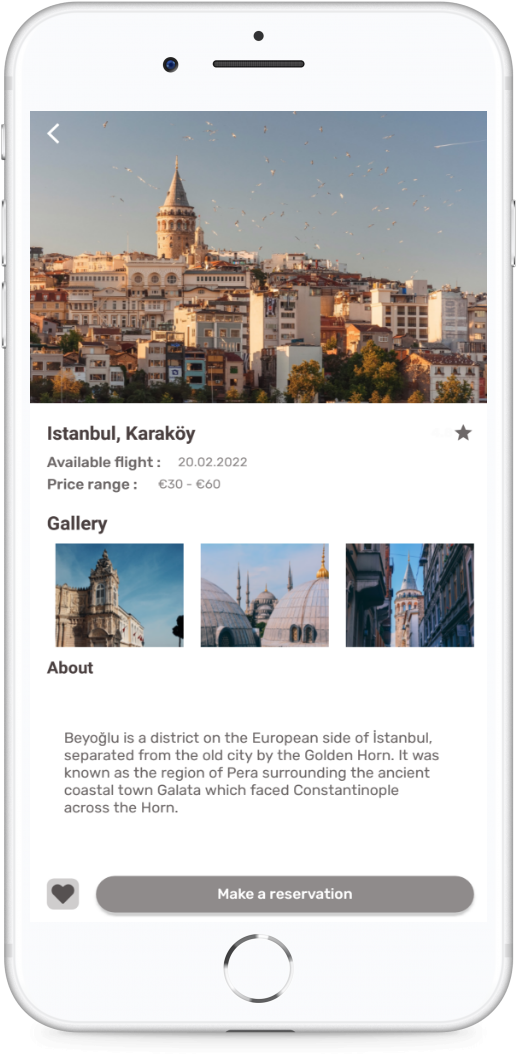 Istanbul, Karaköy
Available flight : 20.02.2022
Price range : €30 - €60
Gallery
About
Beyoğlu is a district on the European side of İstanbul,
separated from the old city by the Golden Horn. It was
known as the region of Pera surrounding the ancient
coastal town Galata which faced Constantinople
across the Horn.
Make a reservation